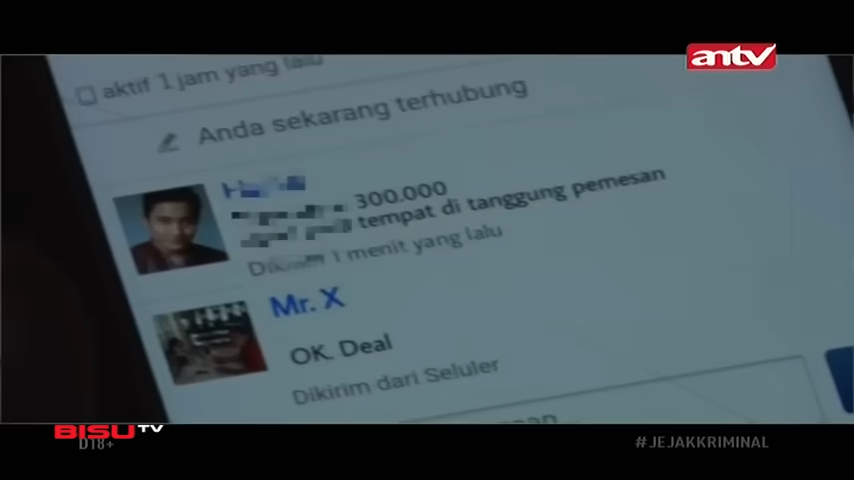 antv
aktif 1 jam yang lalu
Anda sekarang terhubung
300.000
tempat di tanggung pemesan
1 menit yang lalu
Mr. X
OK. Deal
Dikirim dari Seluler
BISU TV
D18+
#JEJAKKRIMINAL